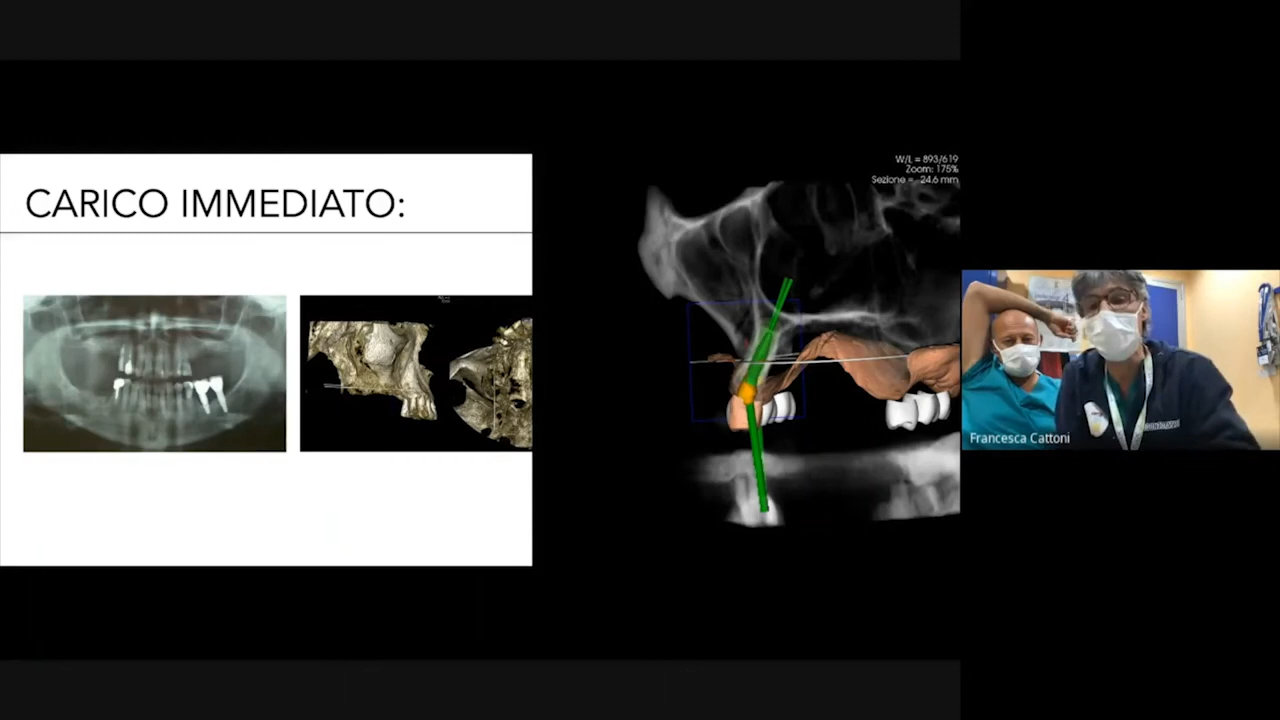 CARICO IMMEDIATO:
W/L = 893/619
Zoom: 175%
Sezione = 24.6 mm
Francesca Cattoni